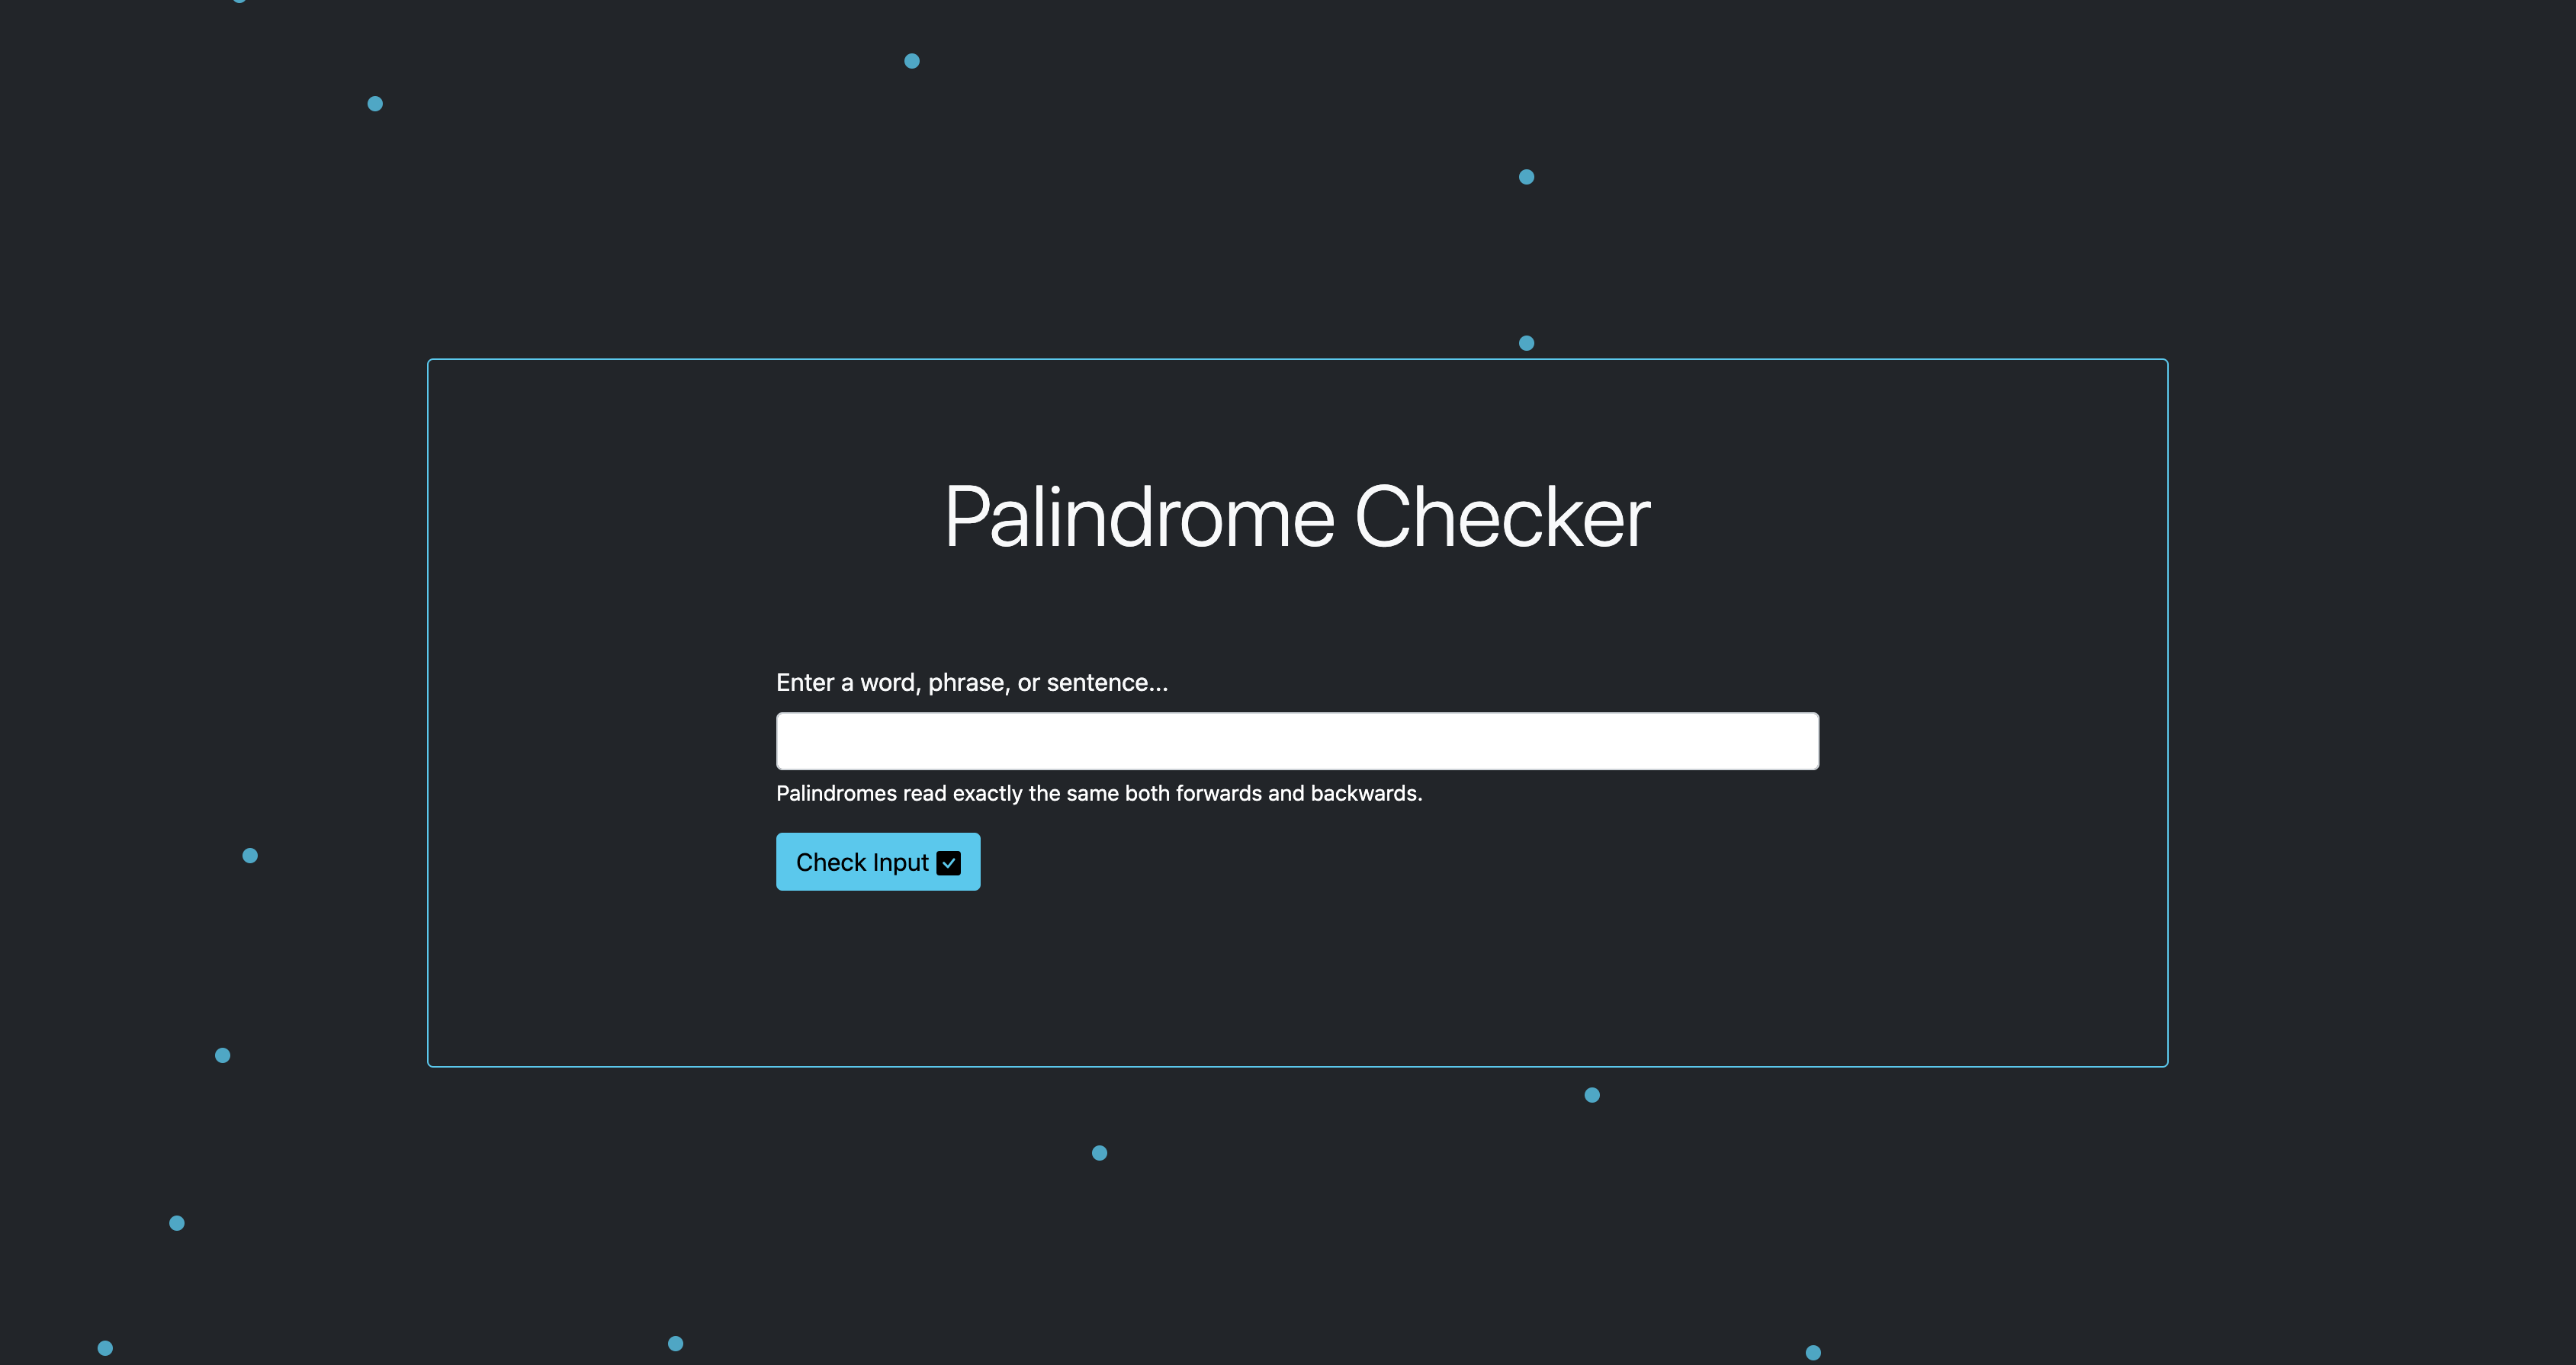 Palindrome Checker
Enter a word, phrase, or sentence...
Palindromes read exactly the same both forwards and backwards.
Check Input